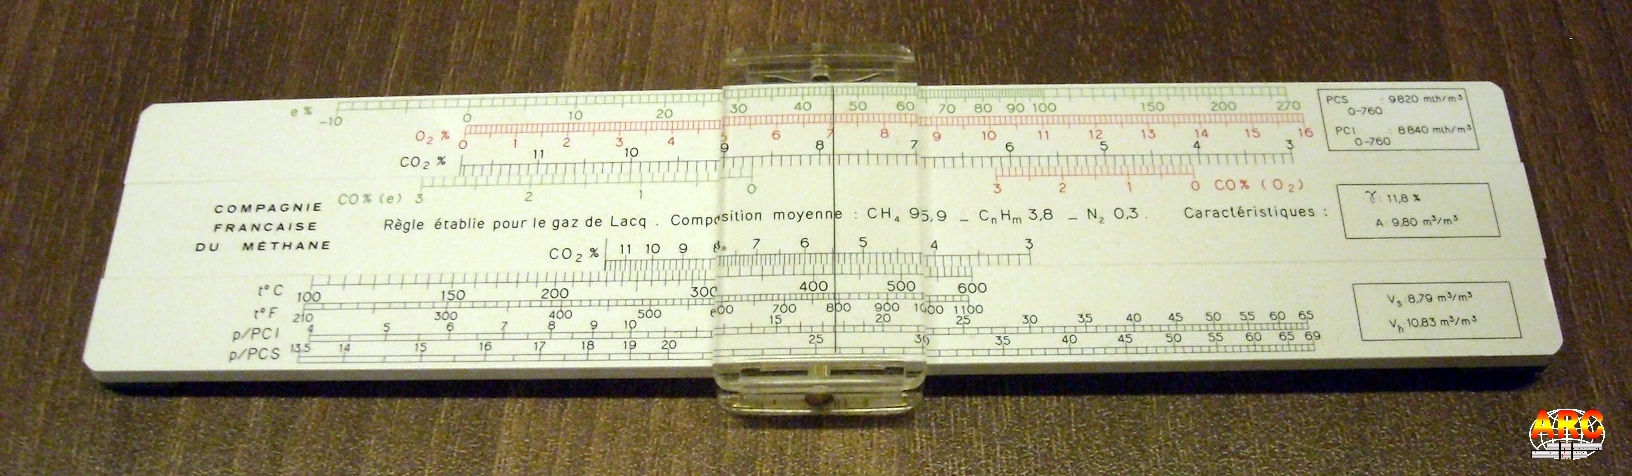 e % -10 0 10 20 30 40 50 60 70 80 90 100 150 200 270
O₂ % 0 1 2 3 4 5 6 7 8 9 10 11 12 13 14 15 16
CO₂ % 11 10 9 8 7 6 5 4 3
CO % (e) 3 2 1 0 3 2 1 0 CO % (O₂)
COMPAGNIE
FRANCAISE
DU MÉTHANE
Règle établie pour le gaz de Lacq . Composition moyenne : CH₄ 95,9 _ CnHm 3,8 _ N₂ 0,3 . Caractéristiques :
CO₂ % 11 10 9 8 7 6 5 4 3
t° C 100 150 200 300 400 500 600
t° F 210 300 400 500 600 700 800 900 1000 1100
p/PCI 4 5 6 7 8 9 10 15 20 25 30 35 40 45 50 55 60 65
p/PCS 13,5 14 15 16 17 18 19 20 25 30 35 40 45 50 55 60 65 69
PCS : 9820 mth/m³
0-760
PCI : 8840 mth/m³
0-760
γ : 11,8 %
A : 9,80 m³/m³
Vs : 8,79 m³/m³
Vh 10,83 m³/m³
ARC